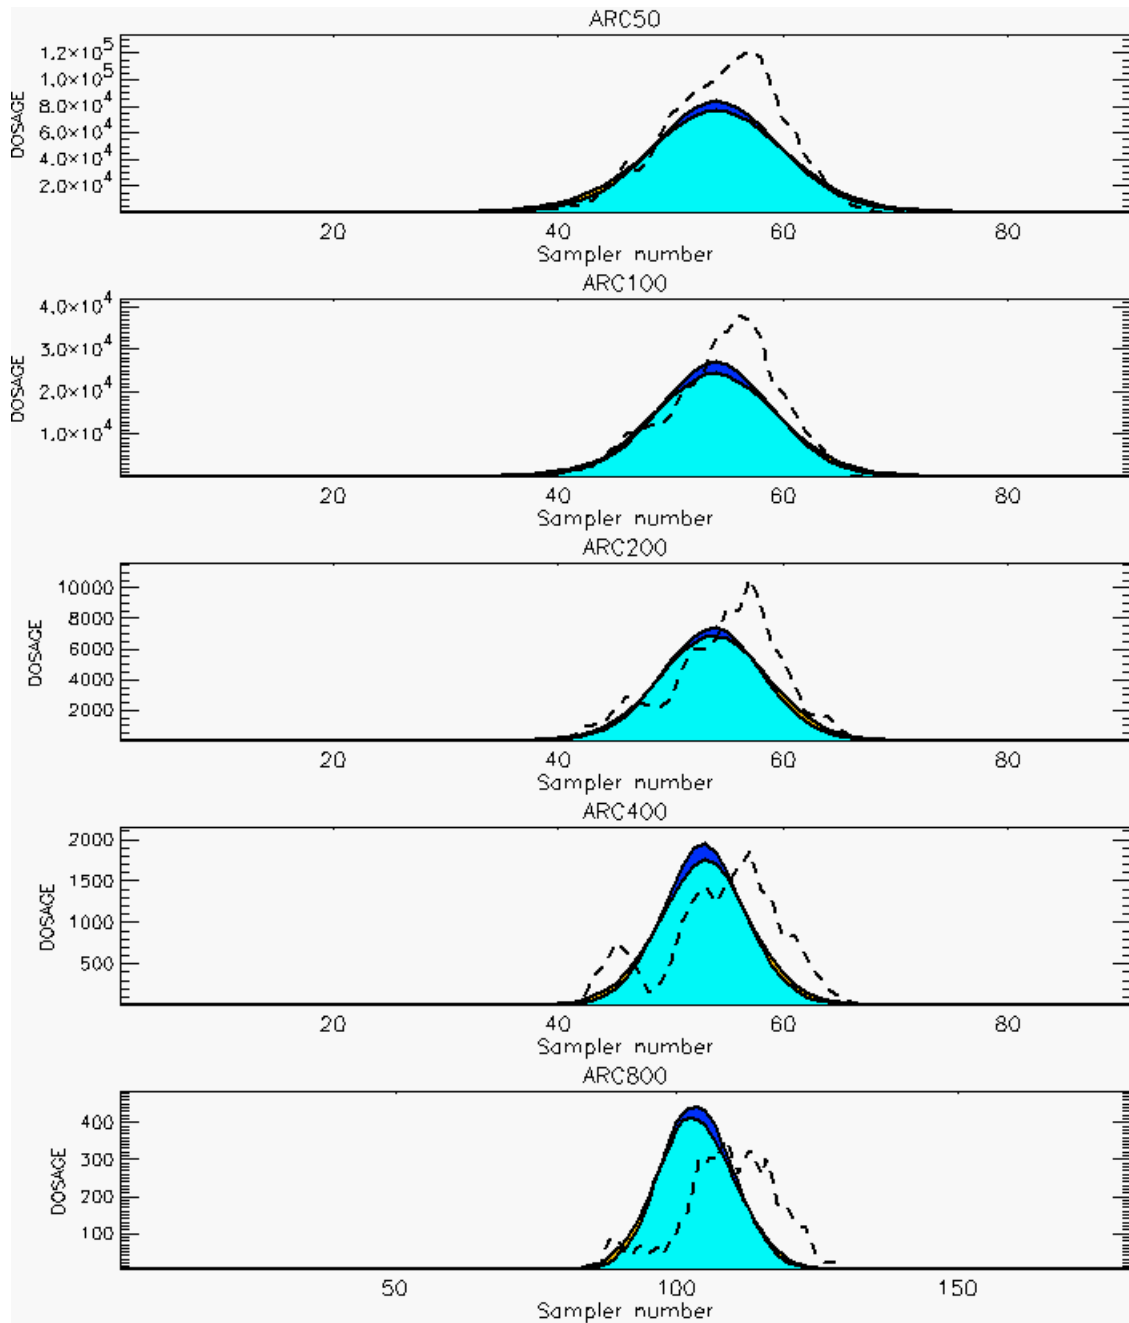 ARC50
1.2×10⁵
1.0×10⁵
8.0×10⁴
6.0×10⁴
4.0×10⁴
2.0×10⁴
DOSAGE
20 40 60 80
Sampler number
ARC100
4.0×10⁴
3.0×10⁴
2.0×10⁴
1.0×10⁴
DOSAGE
20 40 60 80
Sampler number
ARC200
10000
8000
6000
4000
2000
DOSAGE
20 40 60 80
Sampler number
ARC400
2000
1500
1000
500
DOSAGE
20 40 60 80
Sampler number
ARC800
400
300
200
100
DOSAGE
50 100 150
Sampler number